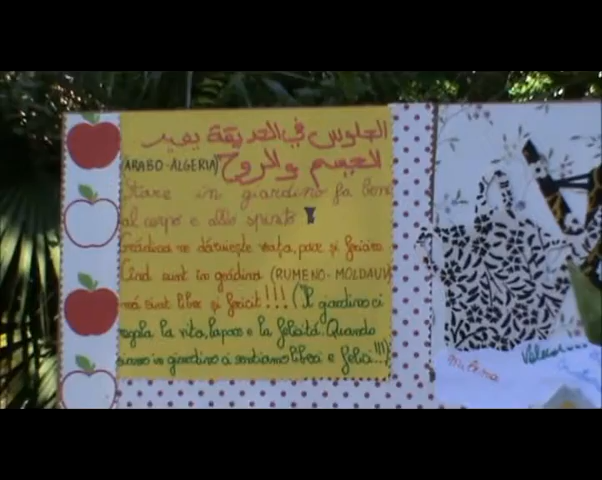 الجلوس في الحديقة يفيد
للجسم والروح
(ARABO-ALGERIA)
Stare in giardino fa bene
al corpo e allo spirito
Grădina ne dăruiește viața, pace și fericire.
Cînd sunt în grădina (RUMENO-MOLDAVO)
mă simt liber și fericit!!! (Il giardino ci
regala la vita, la pace e la felicità. Quando
siamo in giardino ci sentiamo liberi e felici...!!!